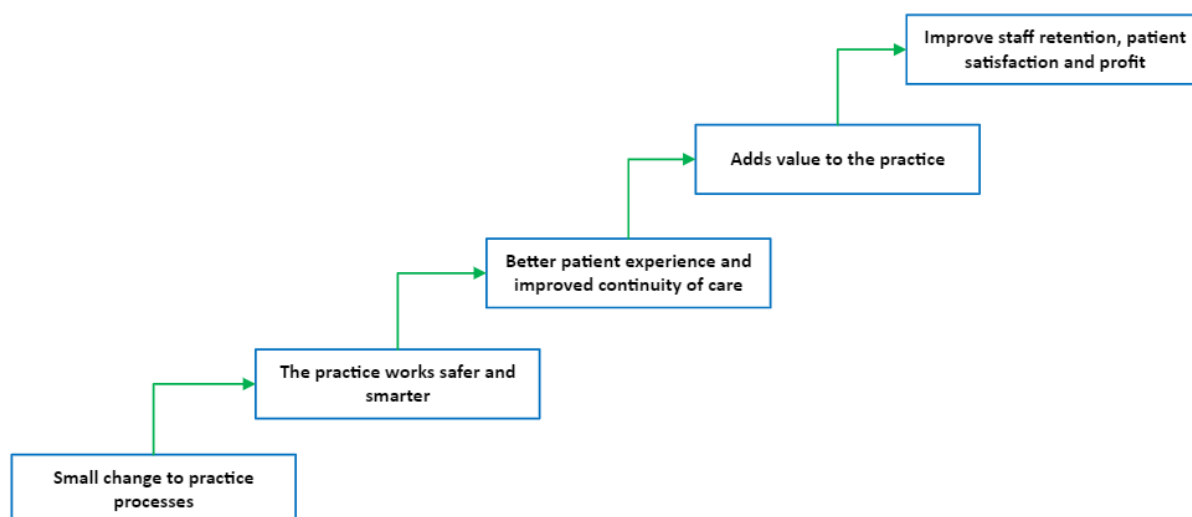 Improve staff retention, patient
satisfaction and profit
Adds value to the practice
Better patient experience and
improved continuity of care
The practice works safer and
smarter
Small change to practice
processes